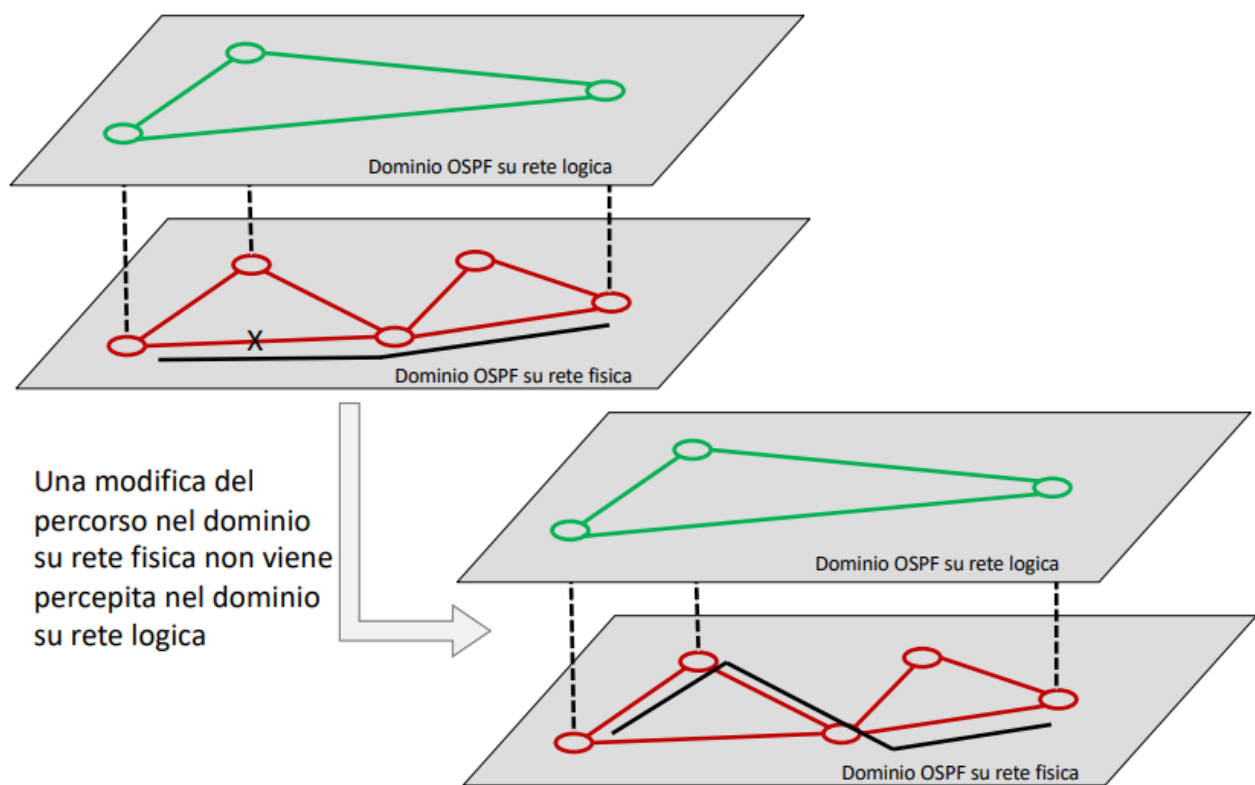 Dominio OSPF su rete logica
X
Dominio OSPF su rete fisica
Una modifica del
percorso nel dominio
su rete fisica non viene
percepita nel dominio
su rete logica
Dominio OSPF su rete logica
Dominio OSPF su rete fisica